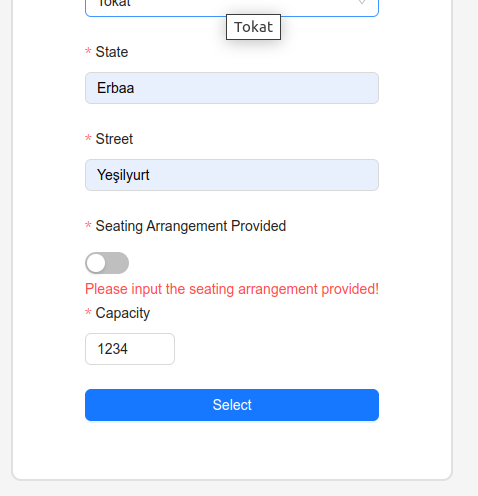 Tokat
Tokat
* State
Erbaa
* Street
Yeşilyurt
* Seating Arrangement Provided
Please input the seating arrangement provided!
* Capacity
1234
Select